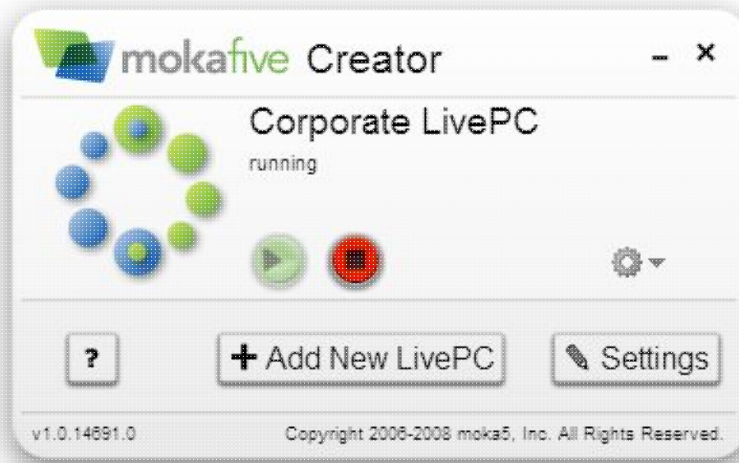 mokafive Creator
Corporate LivePC
running
? + Add New LivePC Settings
v1.0.14691.0 Copyright 2006-2008 moka5, Inc. All Rights Reserved.